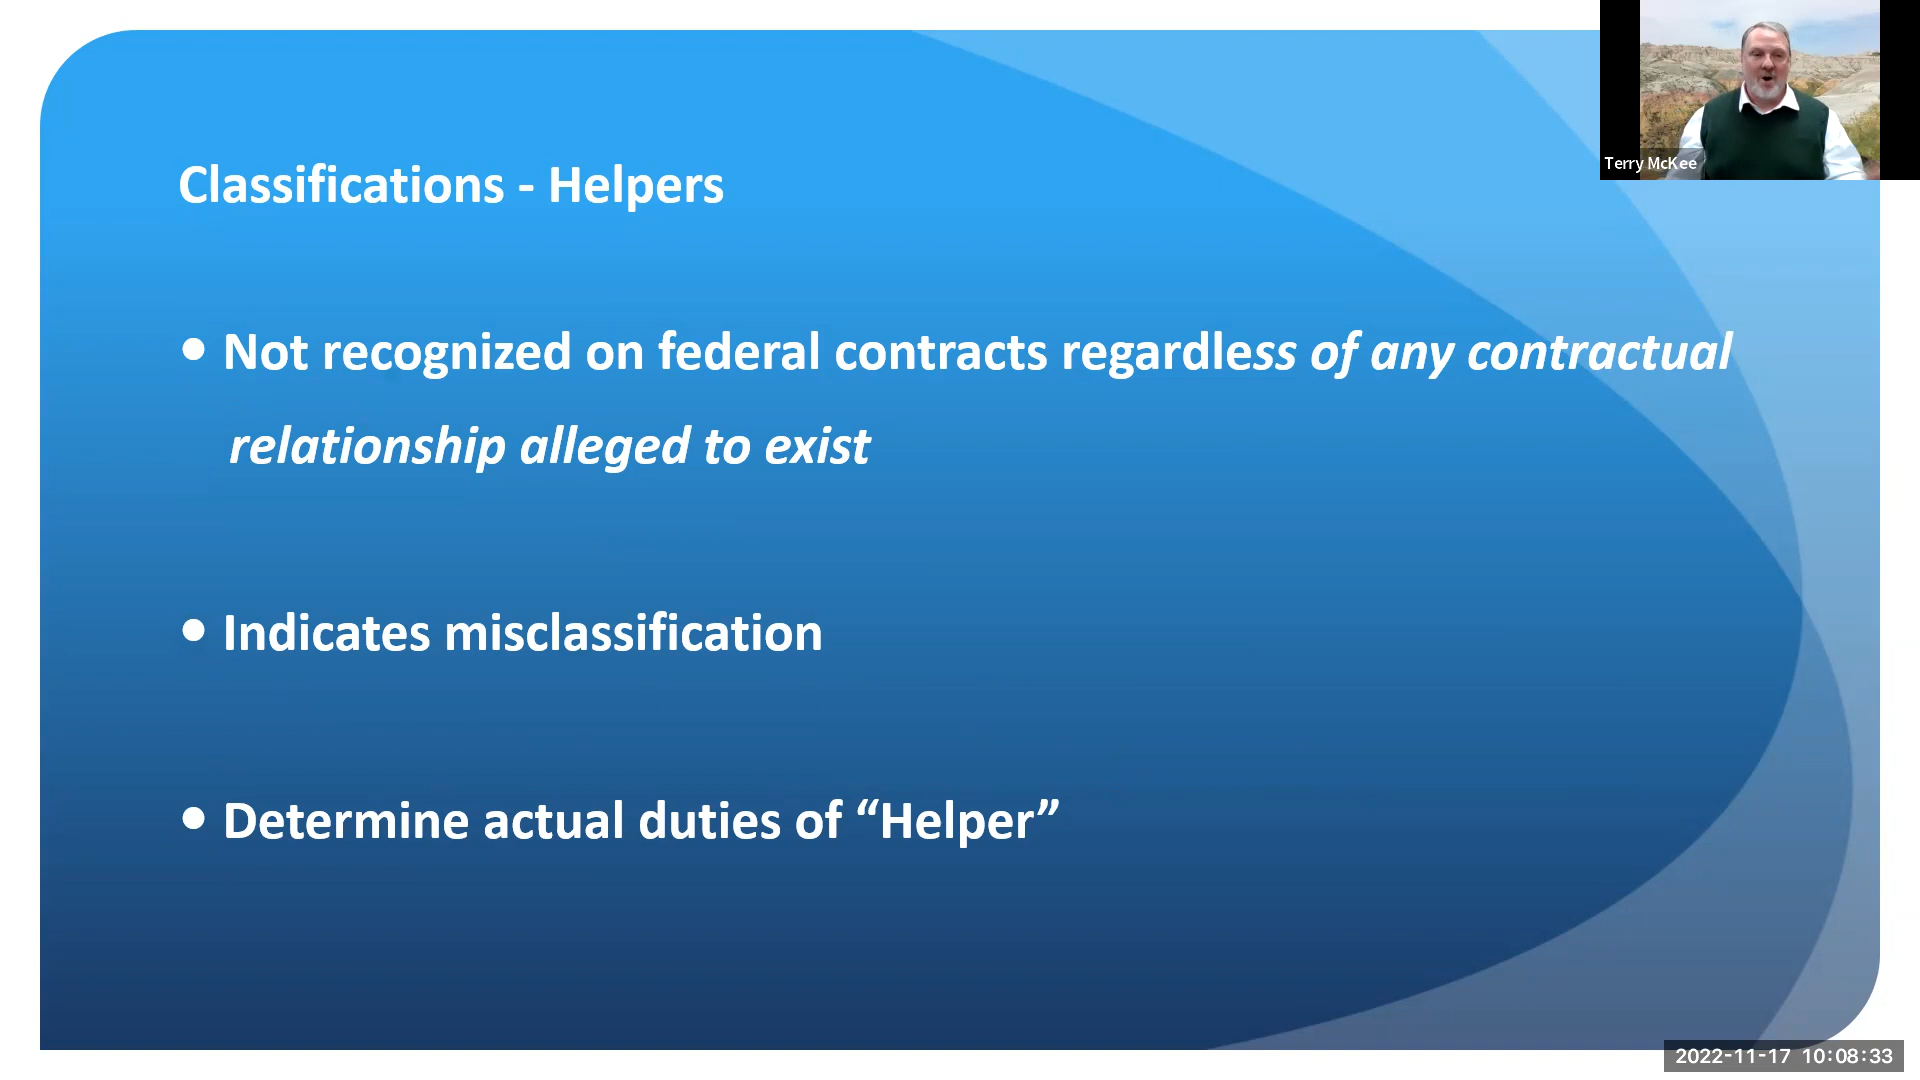 Terry McKee
Classifications - Helpers
• Not recognized on federal contracts regardless of any contractual
relationship alleged to exist
• Indicates misclassification
• Determine actual duties of “Helper”
2022-11-17 10:08:33